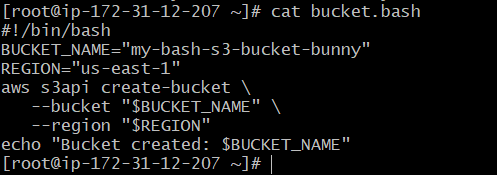 [root@ip-172-31-12-207 ~]# cat bucket.bash
#!/bin/bash
BUCKET_NAME="my-bash-s3-bucket-bunny"
REGION="us-east-1"
aws s3api create-bucket \
   --bucket "$BUCKET_NAME" \
   --region "$REGION"
echo "Bucket created: $BUCKET_NAME"
[root@ip-172-31-12-207 ~]#